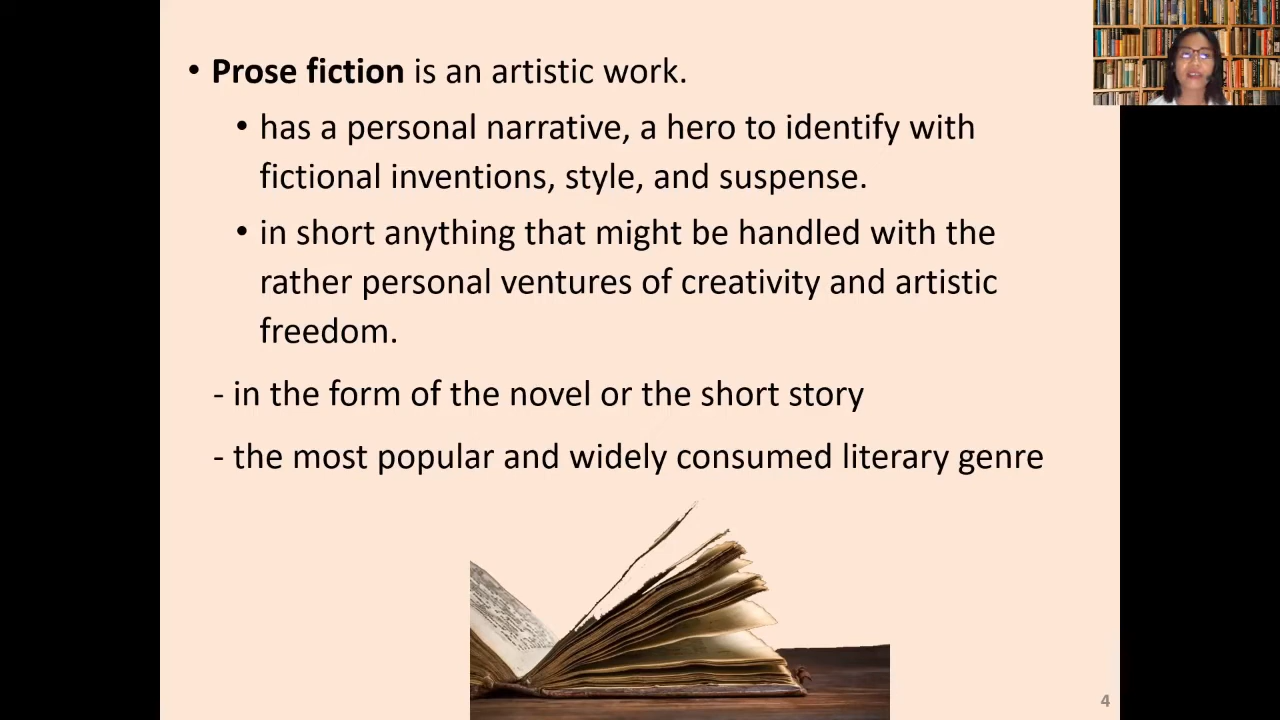 • Prose fiction is an artistic work.
• has a personal narrative, a hero to identify with
fictional inventions, style, and suspense.
• in short anything that might be handled with the
rather personal ventures of creativity and artistic
freedom.
- in the form of the novel or the short story
- the most popular and widely consumed literary genre
4